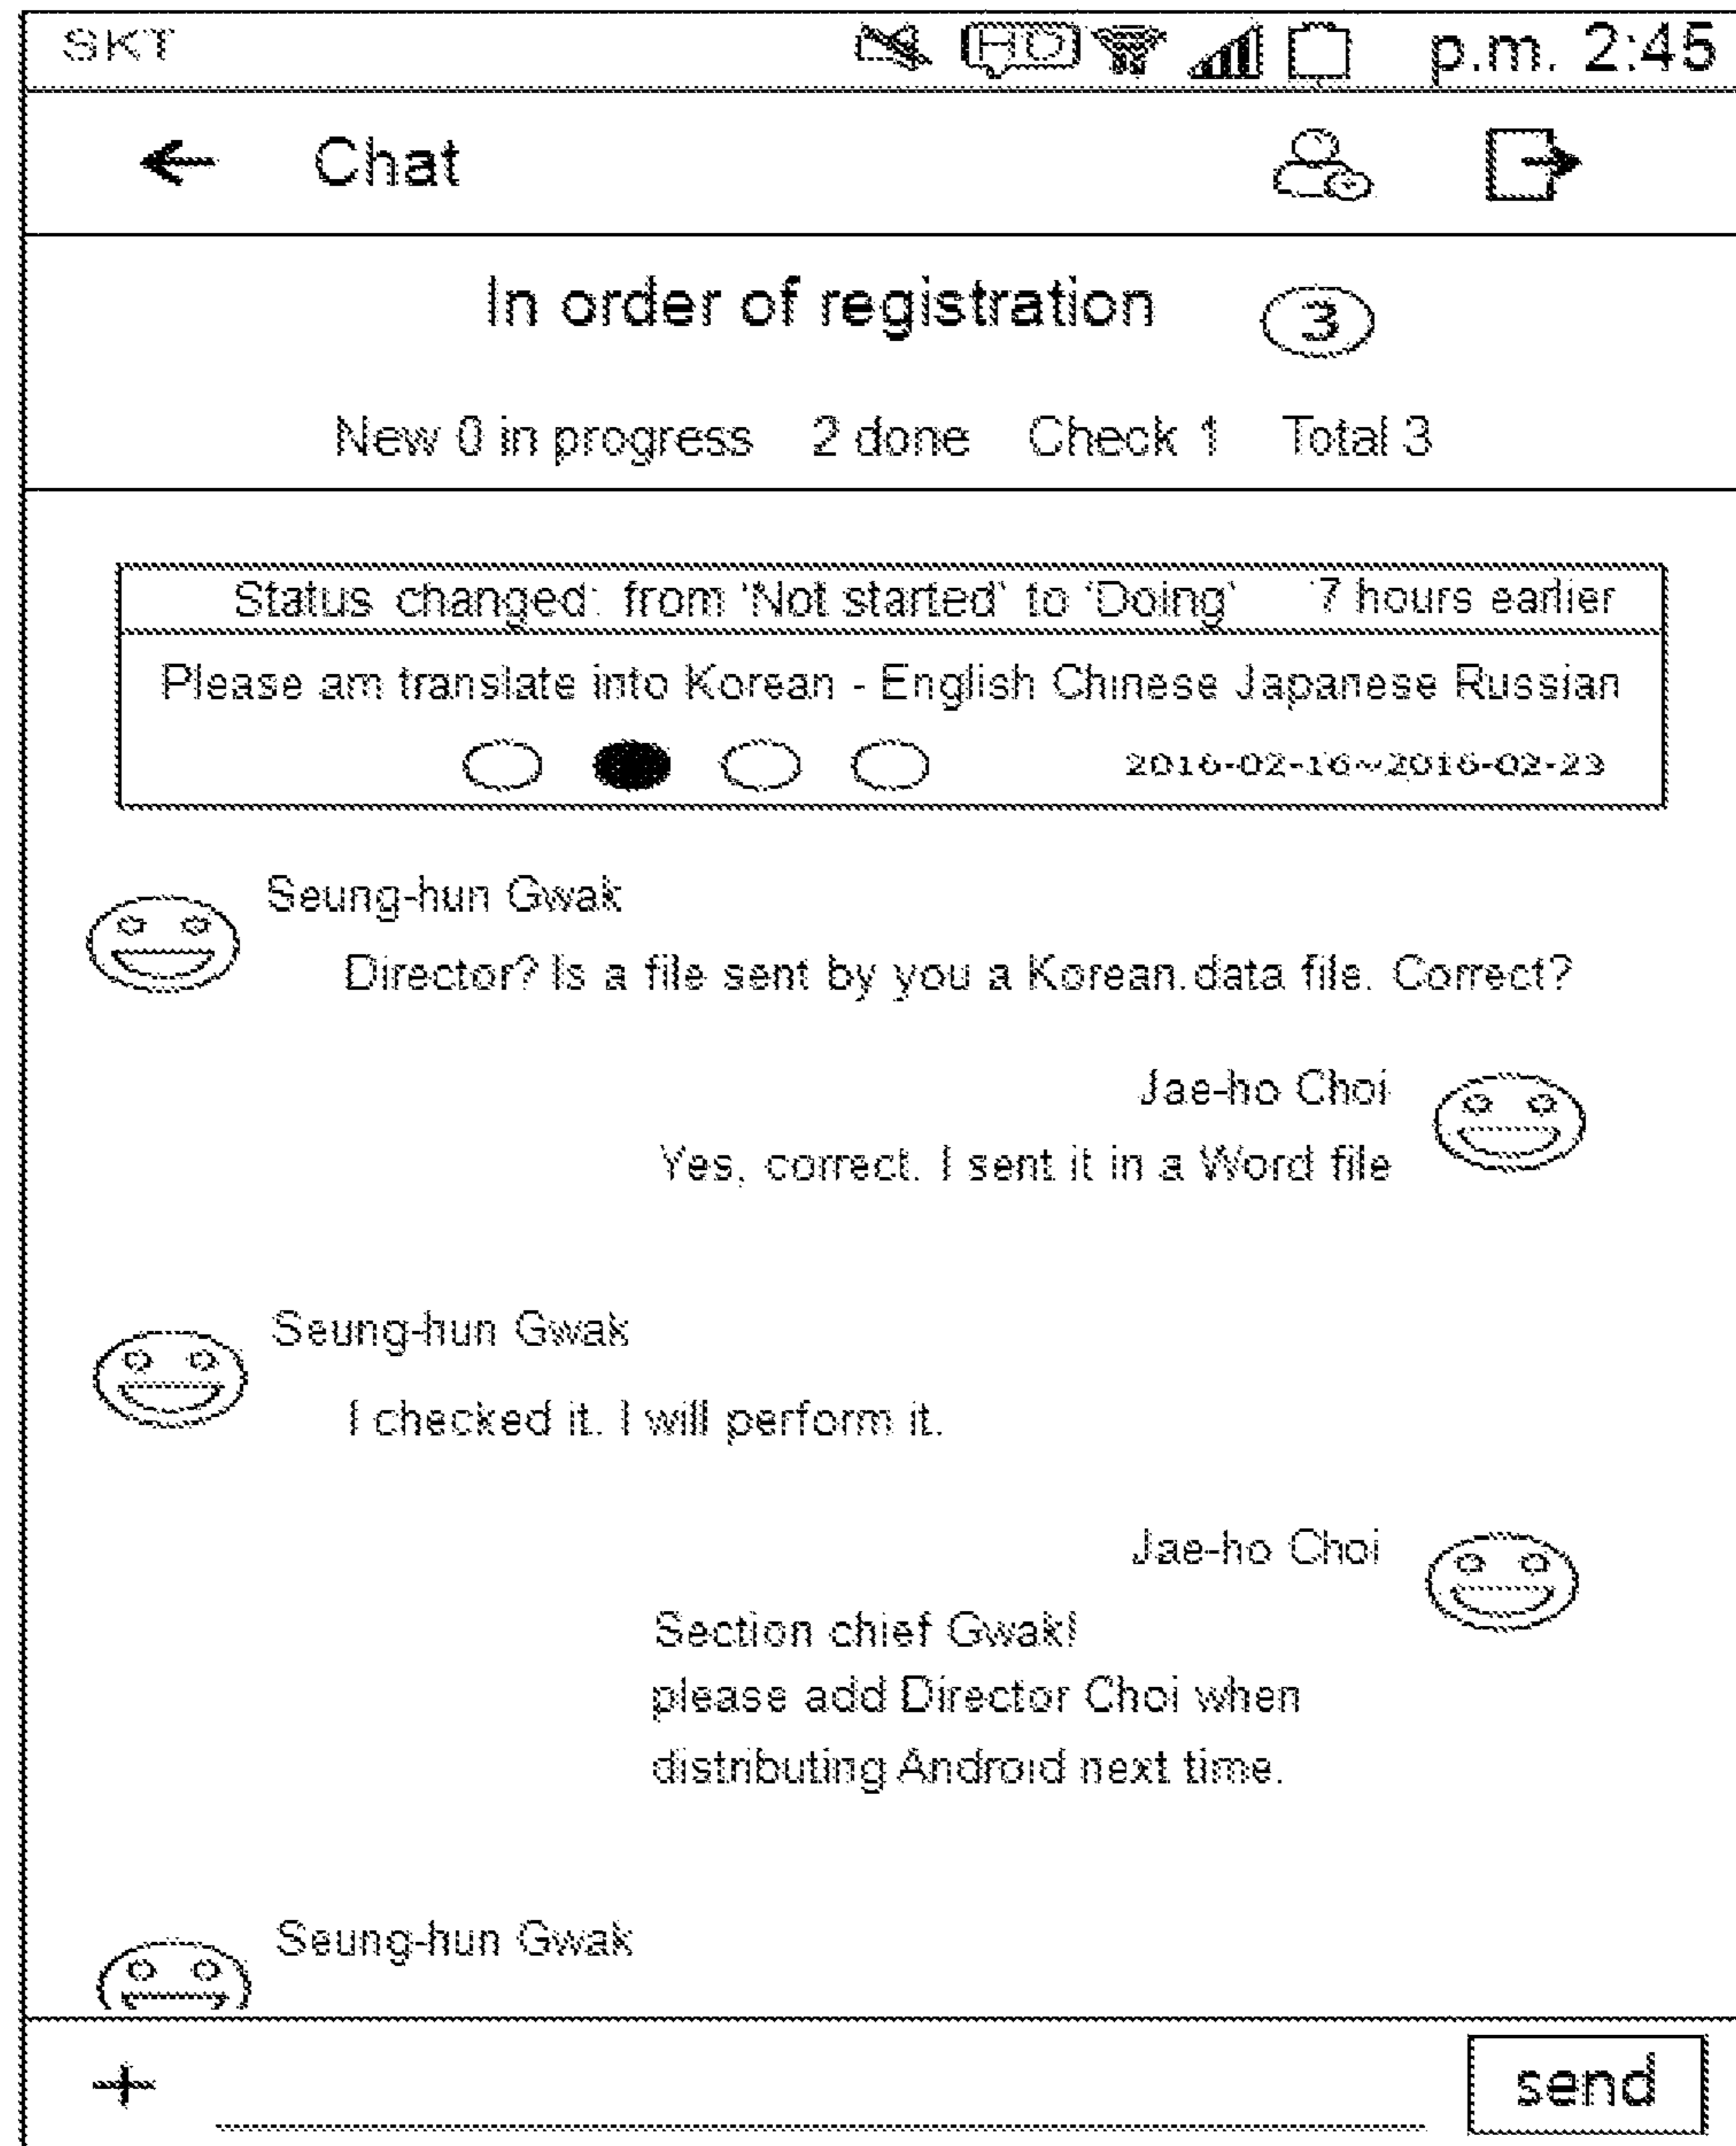 SKT HD p.m. 2:45
← Chat
In order of registration 3
New 0 in progress 2 done Check 1 Total 3
Status changed: from 'Not started' to 'Doing' 7 hours earlier
Please am translate into Korean - English Chinese Japanese Russian
2016-02-16~2016-02-23
Seung-hun Gwak
Director? Is a file sent by you a Korean.data file. Correct?
Jae-ho Choi
Yes, correct. I sent it in a Word file
Seung-hun Gwak
I checked it. I will perform it.
Jae-ho Choi
Section chief Gwak!
please add Director Choi when
distributing Android next time.
Seung-hun Gwak
+ send